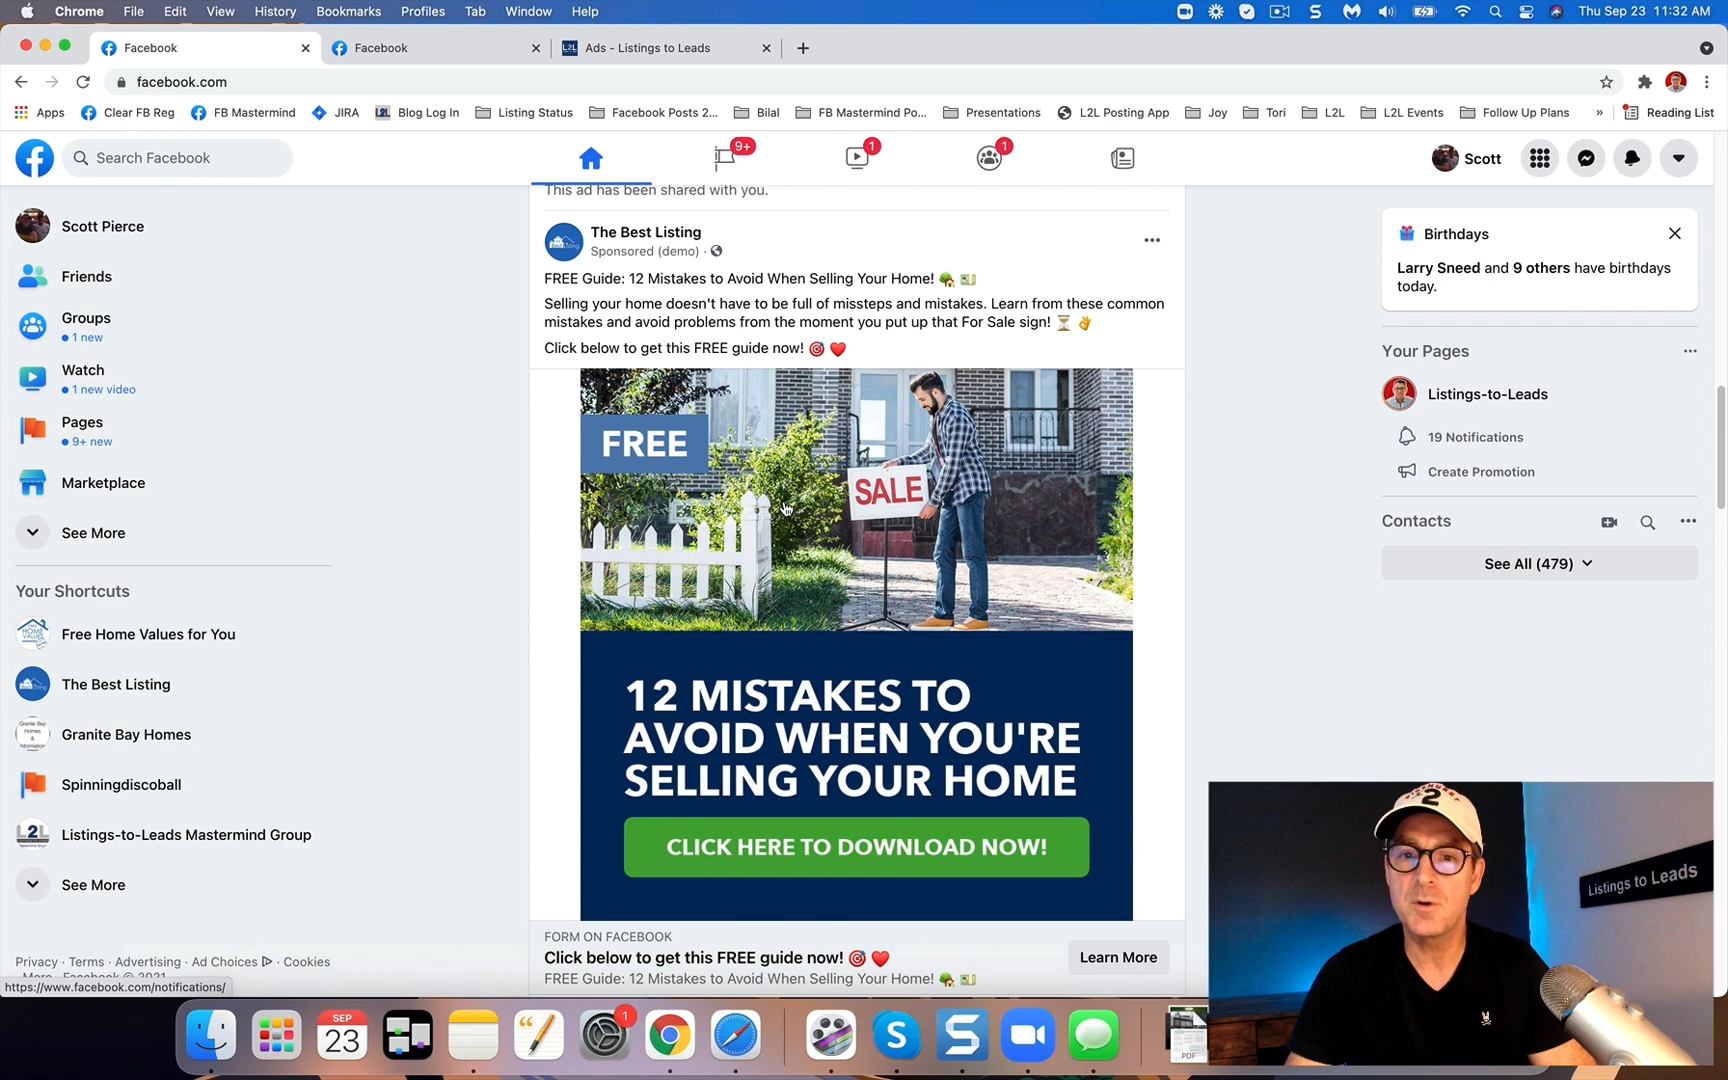 Chrome File Edit View History Bookmarks Profiles Tab Window Help Thu Sep 23 11:32 AM
Facebook Facebook L2L Ads - Listings to Leads
facebook.com
Apps Clear FB Reg FB Mastermind JIRA L2L Blog Log In Listing Status Facebook Posts 2... Bilal FB Mastermind Po... Presentations L2L Posting App Joy Tori L2L L2L Events Follow Up Plans » Reading List
Search Facebook 9+ 1 1 Scott
This ad has been shared with you.
Scott Pierce
Friends
Groups
1 new
Watch
1 new video
Pages
9+ new
Marketplace
See More
Your Shortcuts
Free Home Values for You
The Best Listing
Granite Bay Homes
Spinningdiscoball
Listings-to-Leads Mastermind Group
See More
Privacy · Terms · Advertising · Ad Choices · Cookies
More · Facebook © 2021
https://www.facebook.com/notifications/
The Best Listing
Sponsored (demo) ·
FREE Guide: 12 Mistakes to Avoid When Selling Your Home! 🏡 💵
Selling your home doesn't have to be full of missteps and mistakes. Learn from these common
mistakes and avoid problems from the moment you put up that For Sale sign! ⏳ 👌
Click below to get this FREE guide now! 🎯 ❤️
FREE
SALE
12 MISTAKES TO
AVOID WHEN YOU'RE
SELLING YOUR HOME
CLICK HERE TO DOWNLOAD NOW!
FORM ON FACEBOOK
Click below to get this FREE guide now! 🎯 ❤️
FREE Guide: 12 Mistakes to Avoid When Selling Your Home! 🏡 💵
Learn More
Birthdays
Larry Sneed and 9 others have birthdays
today.
Your Pages
Listings-to-Leads
19 Notifications
Create Promotion
Contacts
See All (479)
Listings to Leads
SEP
23
1
PDF